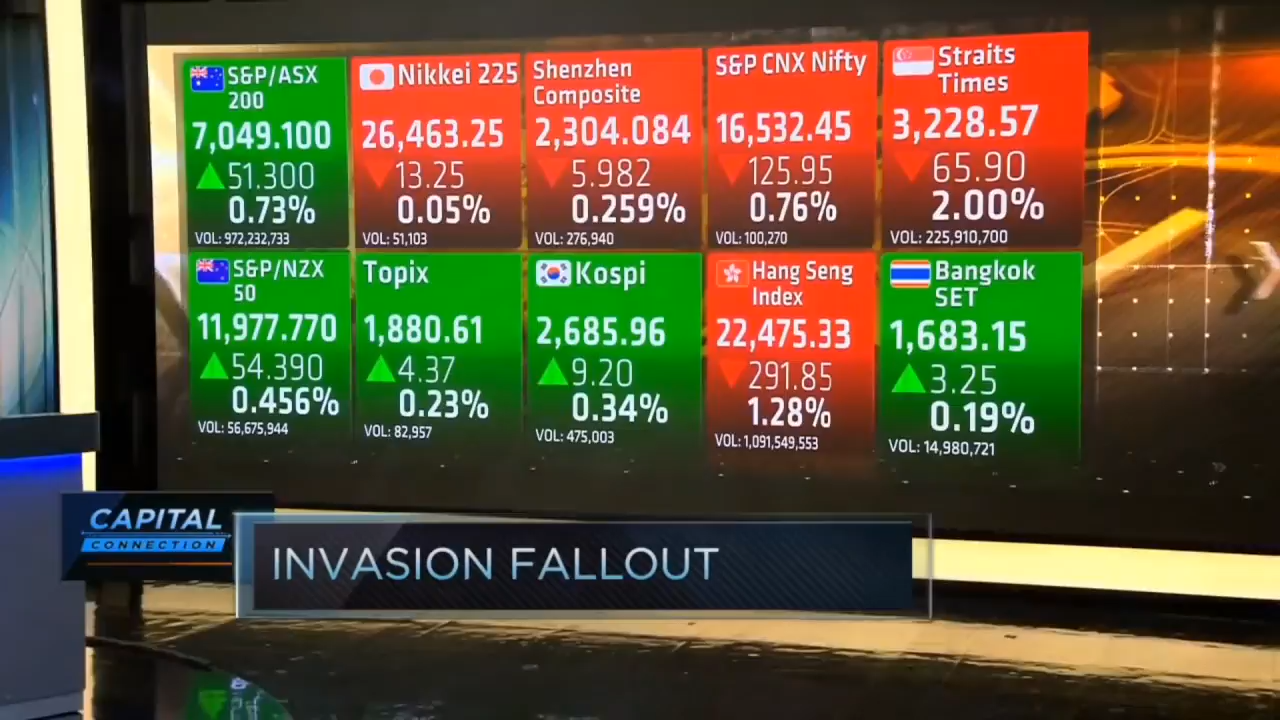 S&P/ASX
200
7,049.100
51.300
0.73%
VOL: 972,232,733
Nikkei 225
26,463.25
13.25
0.05%
VOL: 51,103
Shenzhen
Composite
2,304.084
5.982
0.259%
VOL: 276,940
S&P CNX Nifty
16,532.45
125.95
0.76%
VOL: 100,270
Straits
Times
3,228.57
65.90
2.00%
VOL: 225,910,700
S&P/NZX
50
11,977.770
54.390
0.456%
VOL: 56,675,944
Topix
1,880.61
4.37
0.23%
VOL: 82,957
Kospi
2,685.96
9.20
0.34%
VOL: 475,003
Hang Seng
Index
22,475.33
291.85
1.28%
VOL: 1,091,549,553
Bangkok
SET
1,683.15
3.25
0.19%
VOL: 14,980,721
CAPITAL
CONNECTION
INVASION FALLOUT